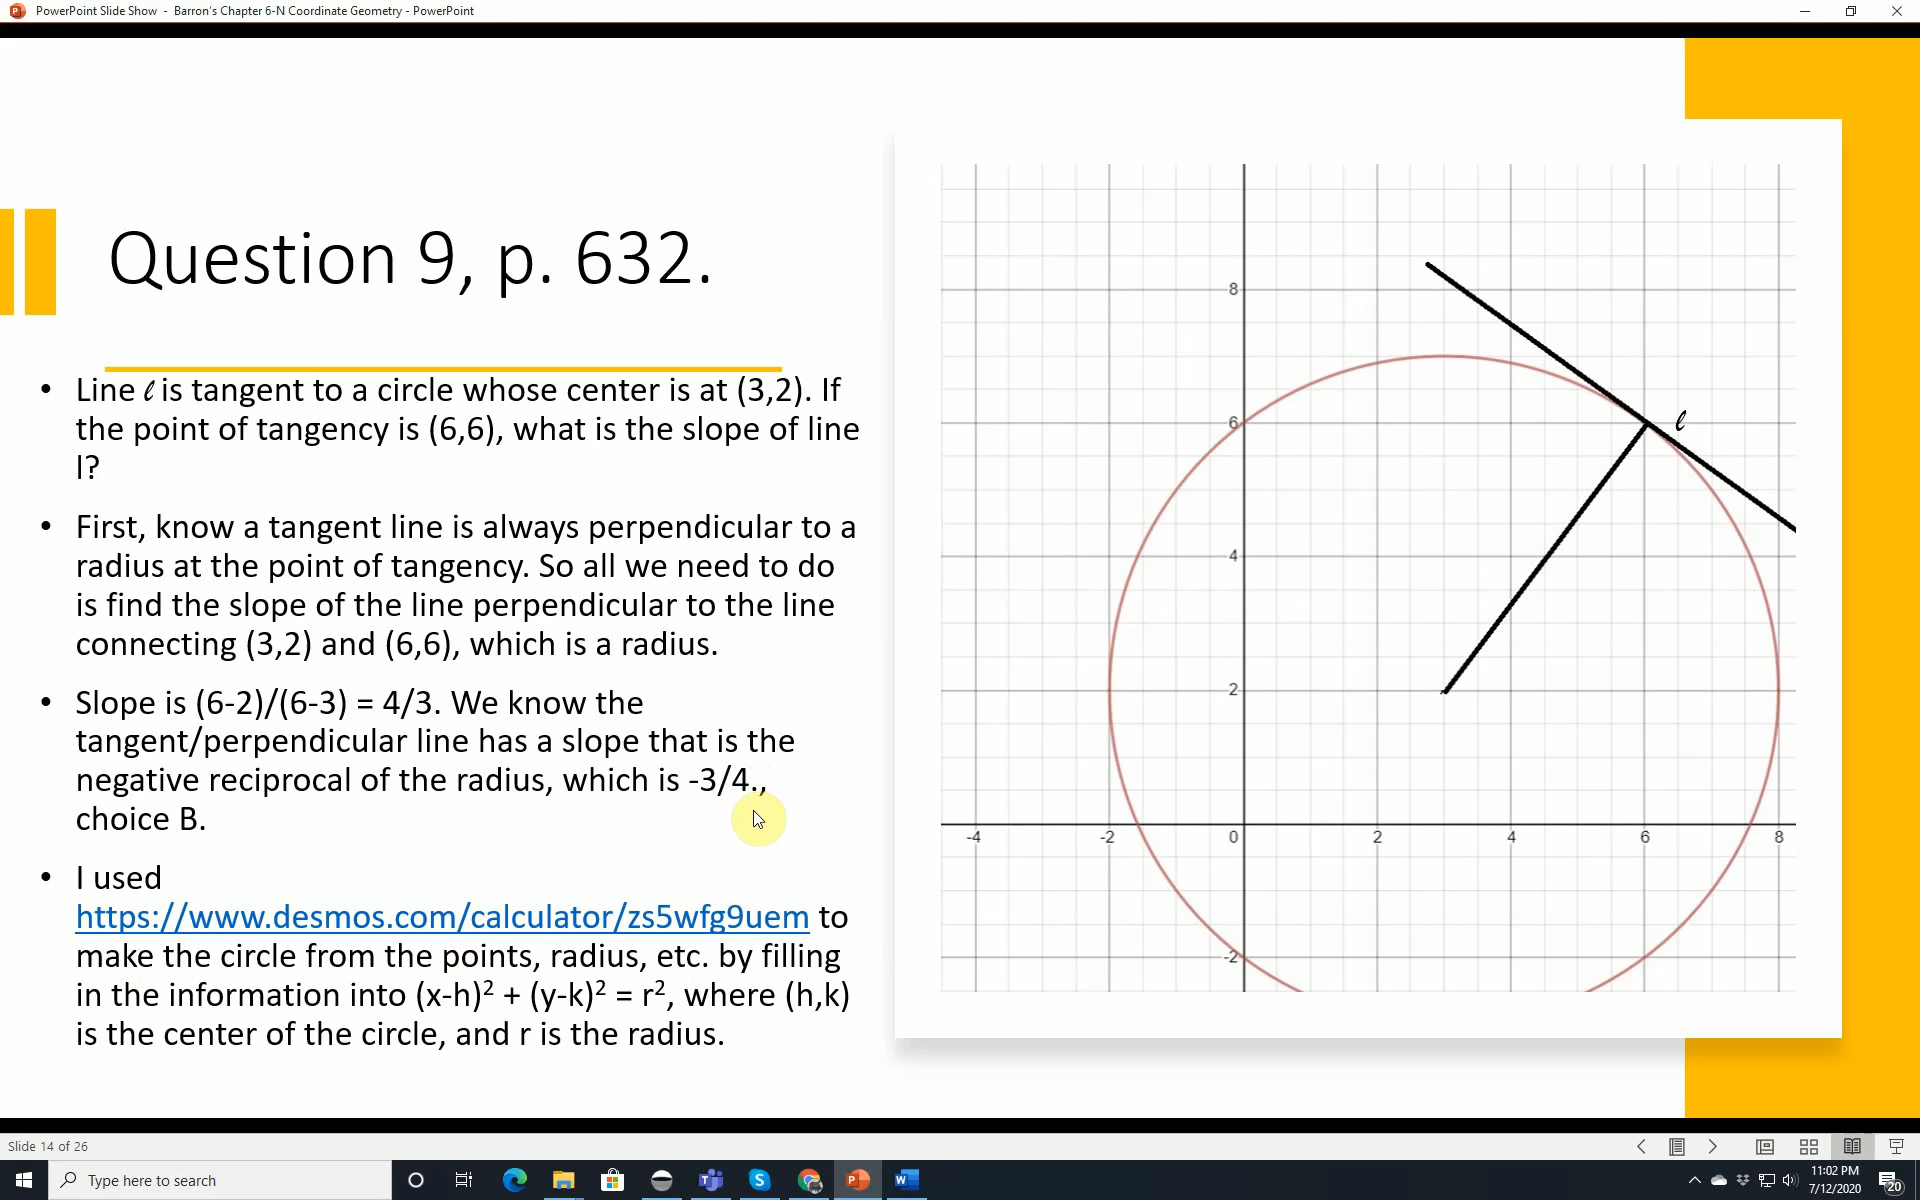 PowerPoint Slide Show - Barron's Chapter 6-N Coordinate Geometry - PowerPoint
Question 9, p. 632.
• Line ℓ is tangent to a circle whose center is at (3,2). If
the point of tangency is (6,6), what is the slope of line
l?
• First, know a tangent line is always perpendicular to a
radius at the point of tangency. So all we need to do
is find the slope of the line perpendicular to the line
connecting (3,2) and (6,6), which is a radius.
• Slope is (6-2)/(6-3) = 4/3. We know the
tangent/perpendicular line has a slope that is the
negative reciprocal of the radius, which is -3/4.,
choice B.
• I used
https://www.desmos.com/calculator/zs5wfg9uem to
make the circle from the points, radius, etc. by filling
in the information into (x-h)² + (y-k)² = r², where (h,k)
is the center of the circle, and r is the radius.
8
6
ℓ
4
2
-4 -2 0 2 4 6 8
-2
Slide 14 of 26
Type here to search
11:02 PM
7/12/2020
20